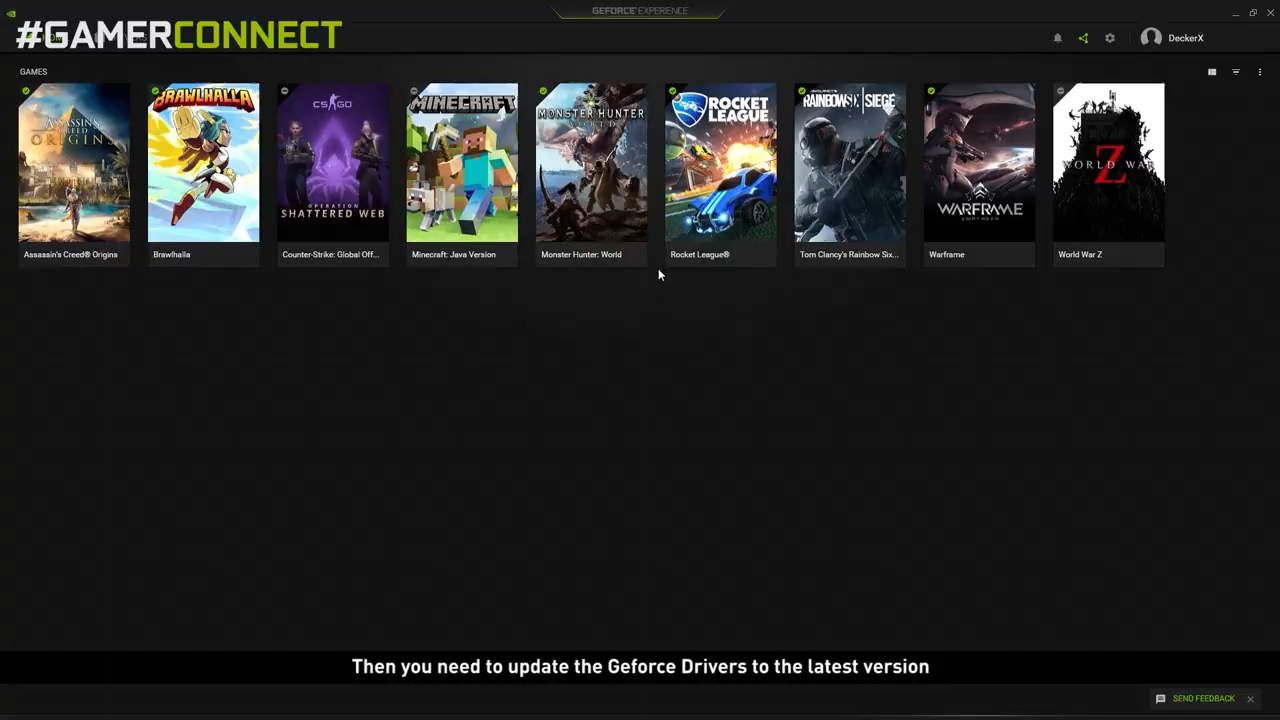 GEFORCE EXPERIENCE
#GAMERCONNECT
DeckerX
GAMES
ASSASSIN'S
CREED
ORIGINS
BRAWLHALLA
CS:GO
OPERATION
SHATTERED WEB
MINECRAFT
MONSTER HUNTER
WORLD
ROCKET
LEAGUE
RAINBOW SIX SIEGE
WARFRAME
EMPYREAN
WORLD WAR
Z
Assassin's Creed® Origins
Brawlhalla
Counter-Strike: Global Off...
Minecraft: Java Version
Monster Hunter: World
Rocket League®
Tom Clancy's Rainbow Six...
Warframe
World War Z
Then you need to update the Geforce Drivers to the latest version
SEND FEEDBACK